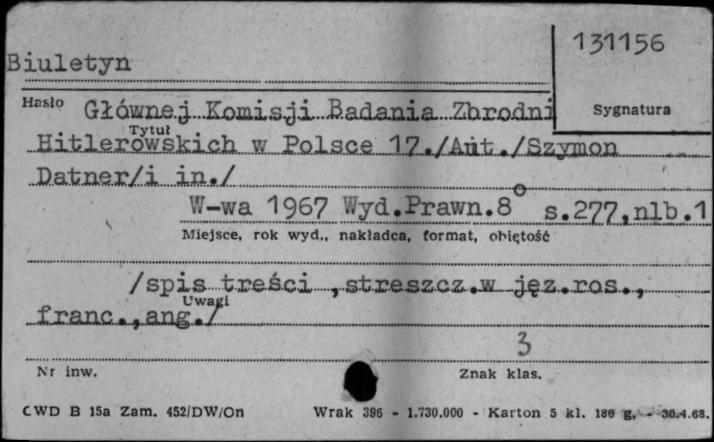 131156
Biuletyn
Hasło Głównej Komisji Badania Zbrodni Sygnatura
Tytuł
Hitlerowskich w Polsce 17./Aut./Szymon
Datner/i in./
W-wa 1967 Wyd.Prawn.8° s.277,nlb.1
Miejsce, rok wyd., nakładca, format, objętość
/spis treści ,streszcz.w jęz.ros.,
Uwagi
franc.,ang./
3
Nr inw. Znak klas.
CWD B 15a Zam. 452/DW/On Wrak 396 - 1.730.000 - Karton 5 kl. 180 g. - 30.4.68.